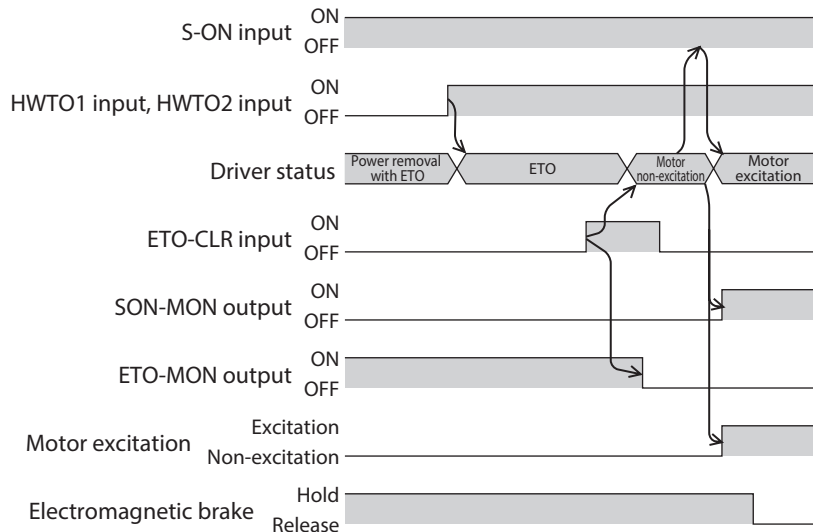 S-ON input
ON
OFF
HWTO1 input, HWTO2 input
ON
OFF
Driver status
Power removal
with ETO
ETO
Motor
non-excitation
Motor
excitation
ETO-CLR input
ON
OFF
SON-MON output
ON
OFF
ETO-MON output
ON
OFF
Motor excitation
Excitation
Non-excitation
Electromagnetic brake
Hold
Release